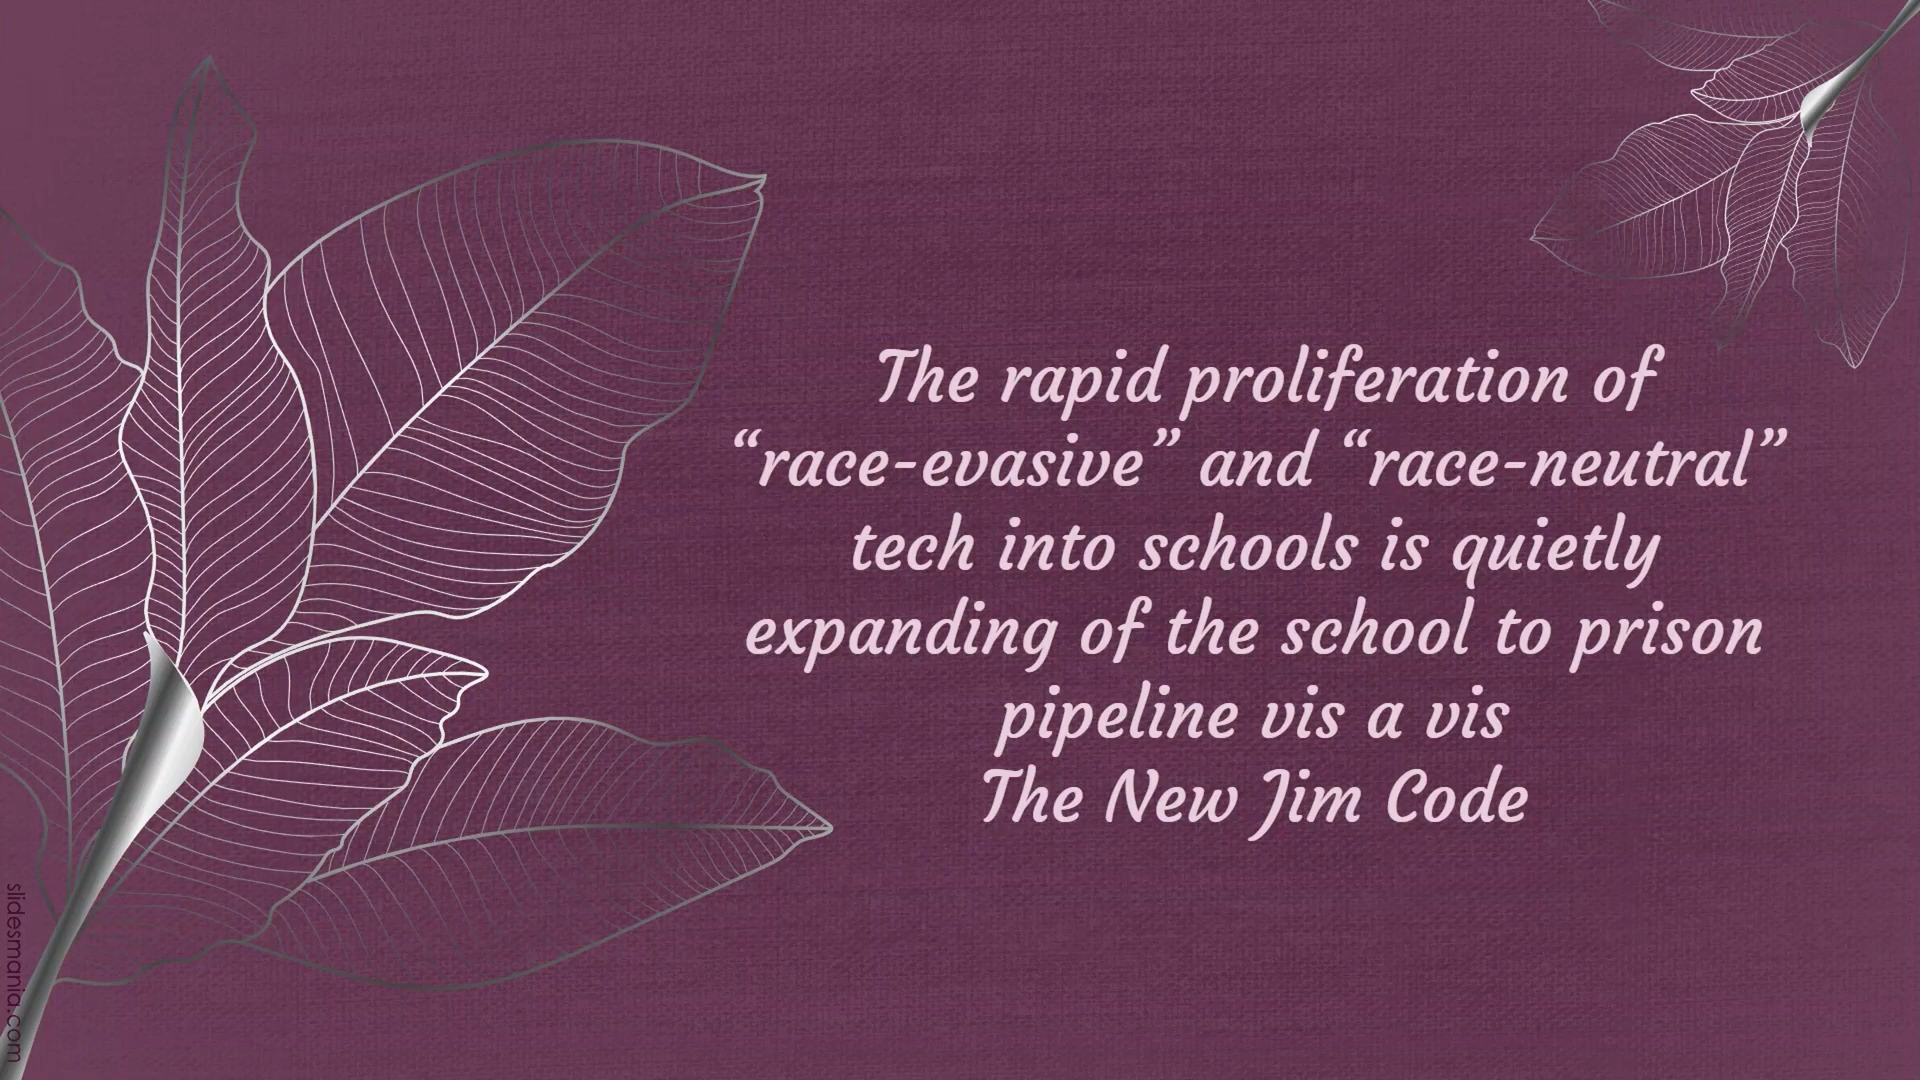 The rapid proliferation of
“race-evasive” and “race-neutral”
tech into schools is quietly
expanding of the school to prison
pipeline vis a vis
The New Jim Code
slidesmania.com